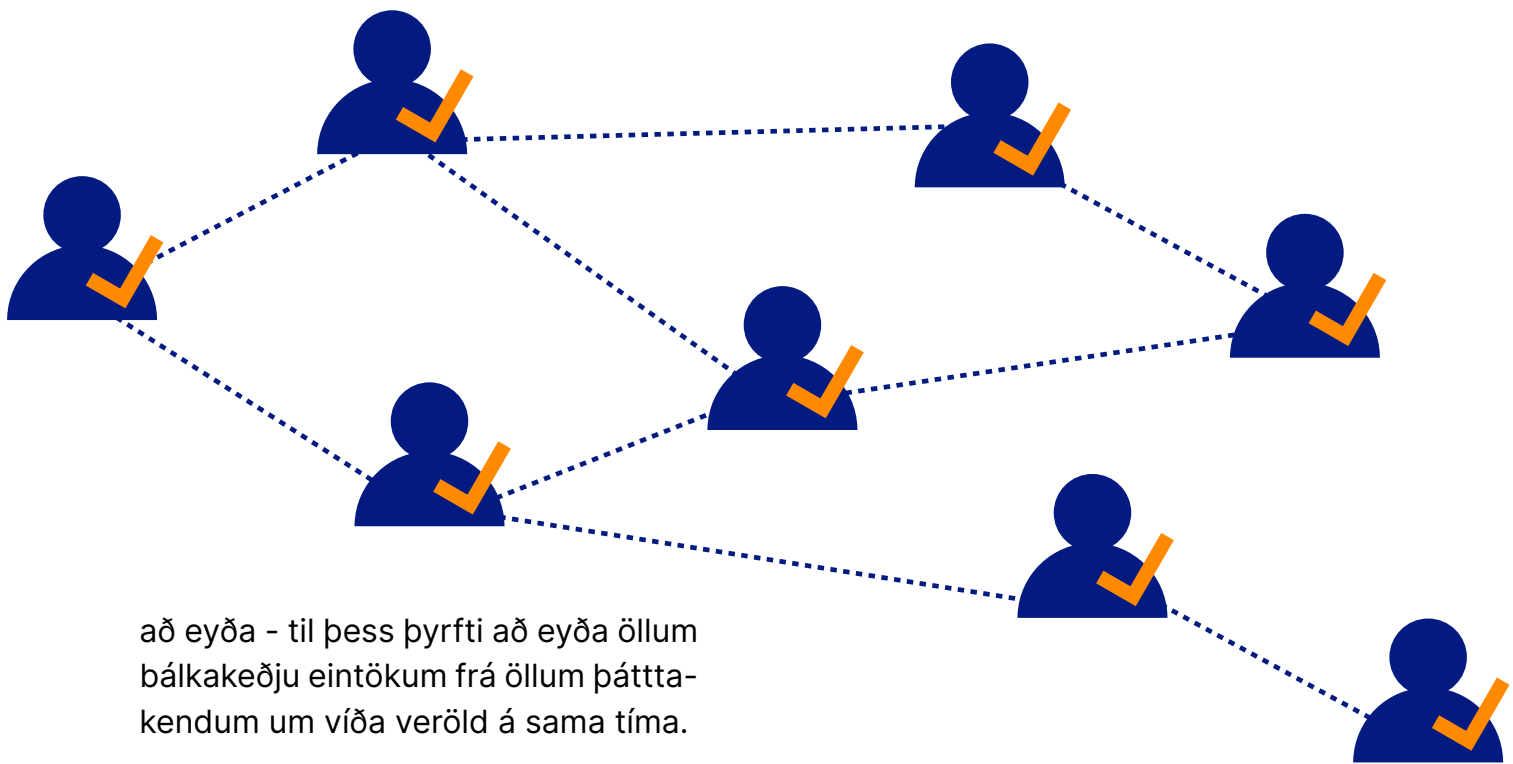 að eyða - til þess þyrfti að eyða öllum
bálkakeðju eintökum frá öllum þáttta-
kendum um víða veröld á sama tíma.